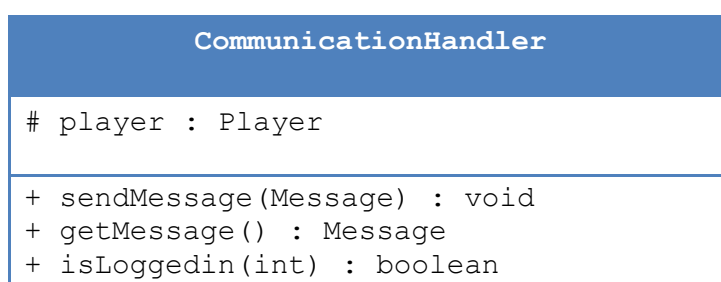 CommunicationHandler
# player : Player
+ sendMessage(Message) : void
+ getMessage() : Message
+ isLoggedin(int) : boolean